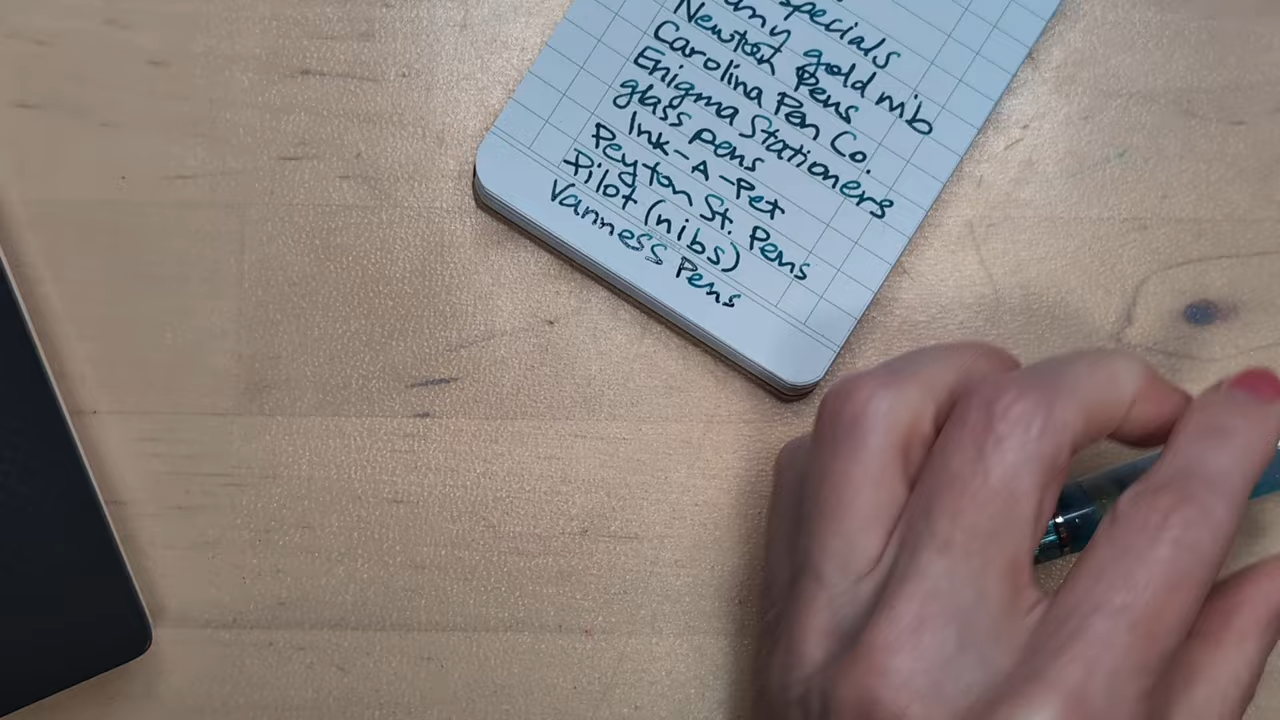 specials
gold nib
Newton Pens
Carolina Pen Co.
Enigma Stationers
glass pens
Ink-A-Pet
Peyton St. Pens
Pilot (nibs)
Vanness Pens